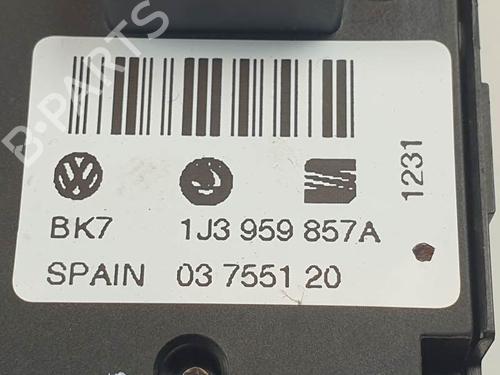 B·PARTS
1231
BK7 1J3 959 857A
SPAIN 03 7551 20